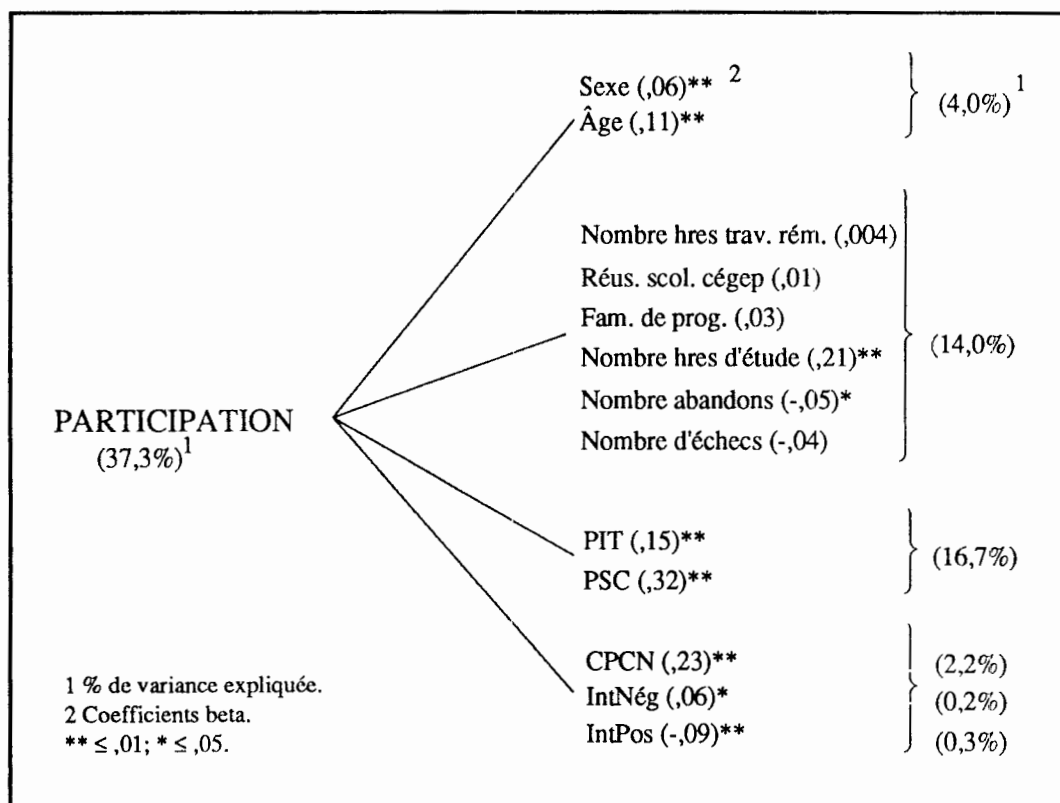 Sexe (,06)** 2
Âge (,11)**
(4,0%) 1
Nombre hres trav. rém. (,004)
Réus. scol. cégep (,01)
Fam. de prog. (,03)
Nombre hres d'étude (,21)**
Nombre abandons (-,05)*
Nombre d'échecs (-,04)
(14,0%)
PARTICIPATION
(37,3%)1
PIT (,15)**
PSC (,32)**
(16,7%)
CPCN (,23)** (2,2%)
IntNég (,06)* (0,2%)
IntPos (-,09)** (0,3%)
1 % de variance expliquée.
2 Coefficients beta.
** ≤ ,01; * ≤ ,05.